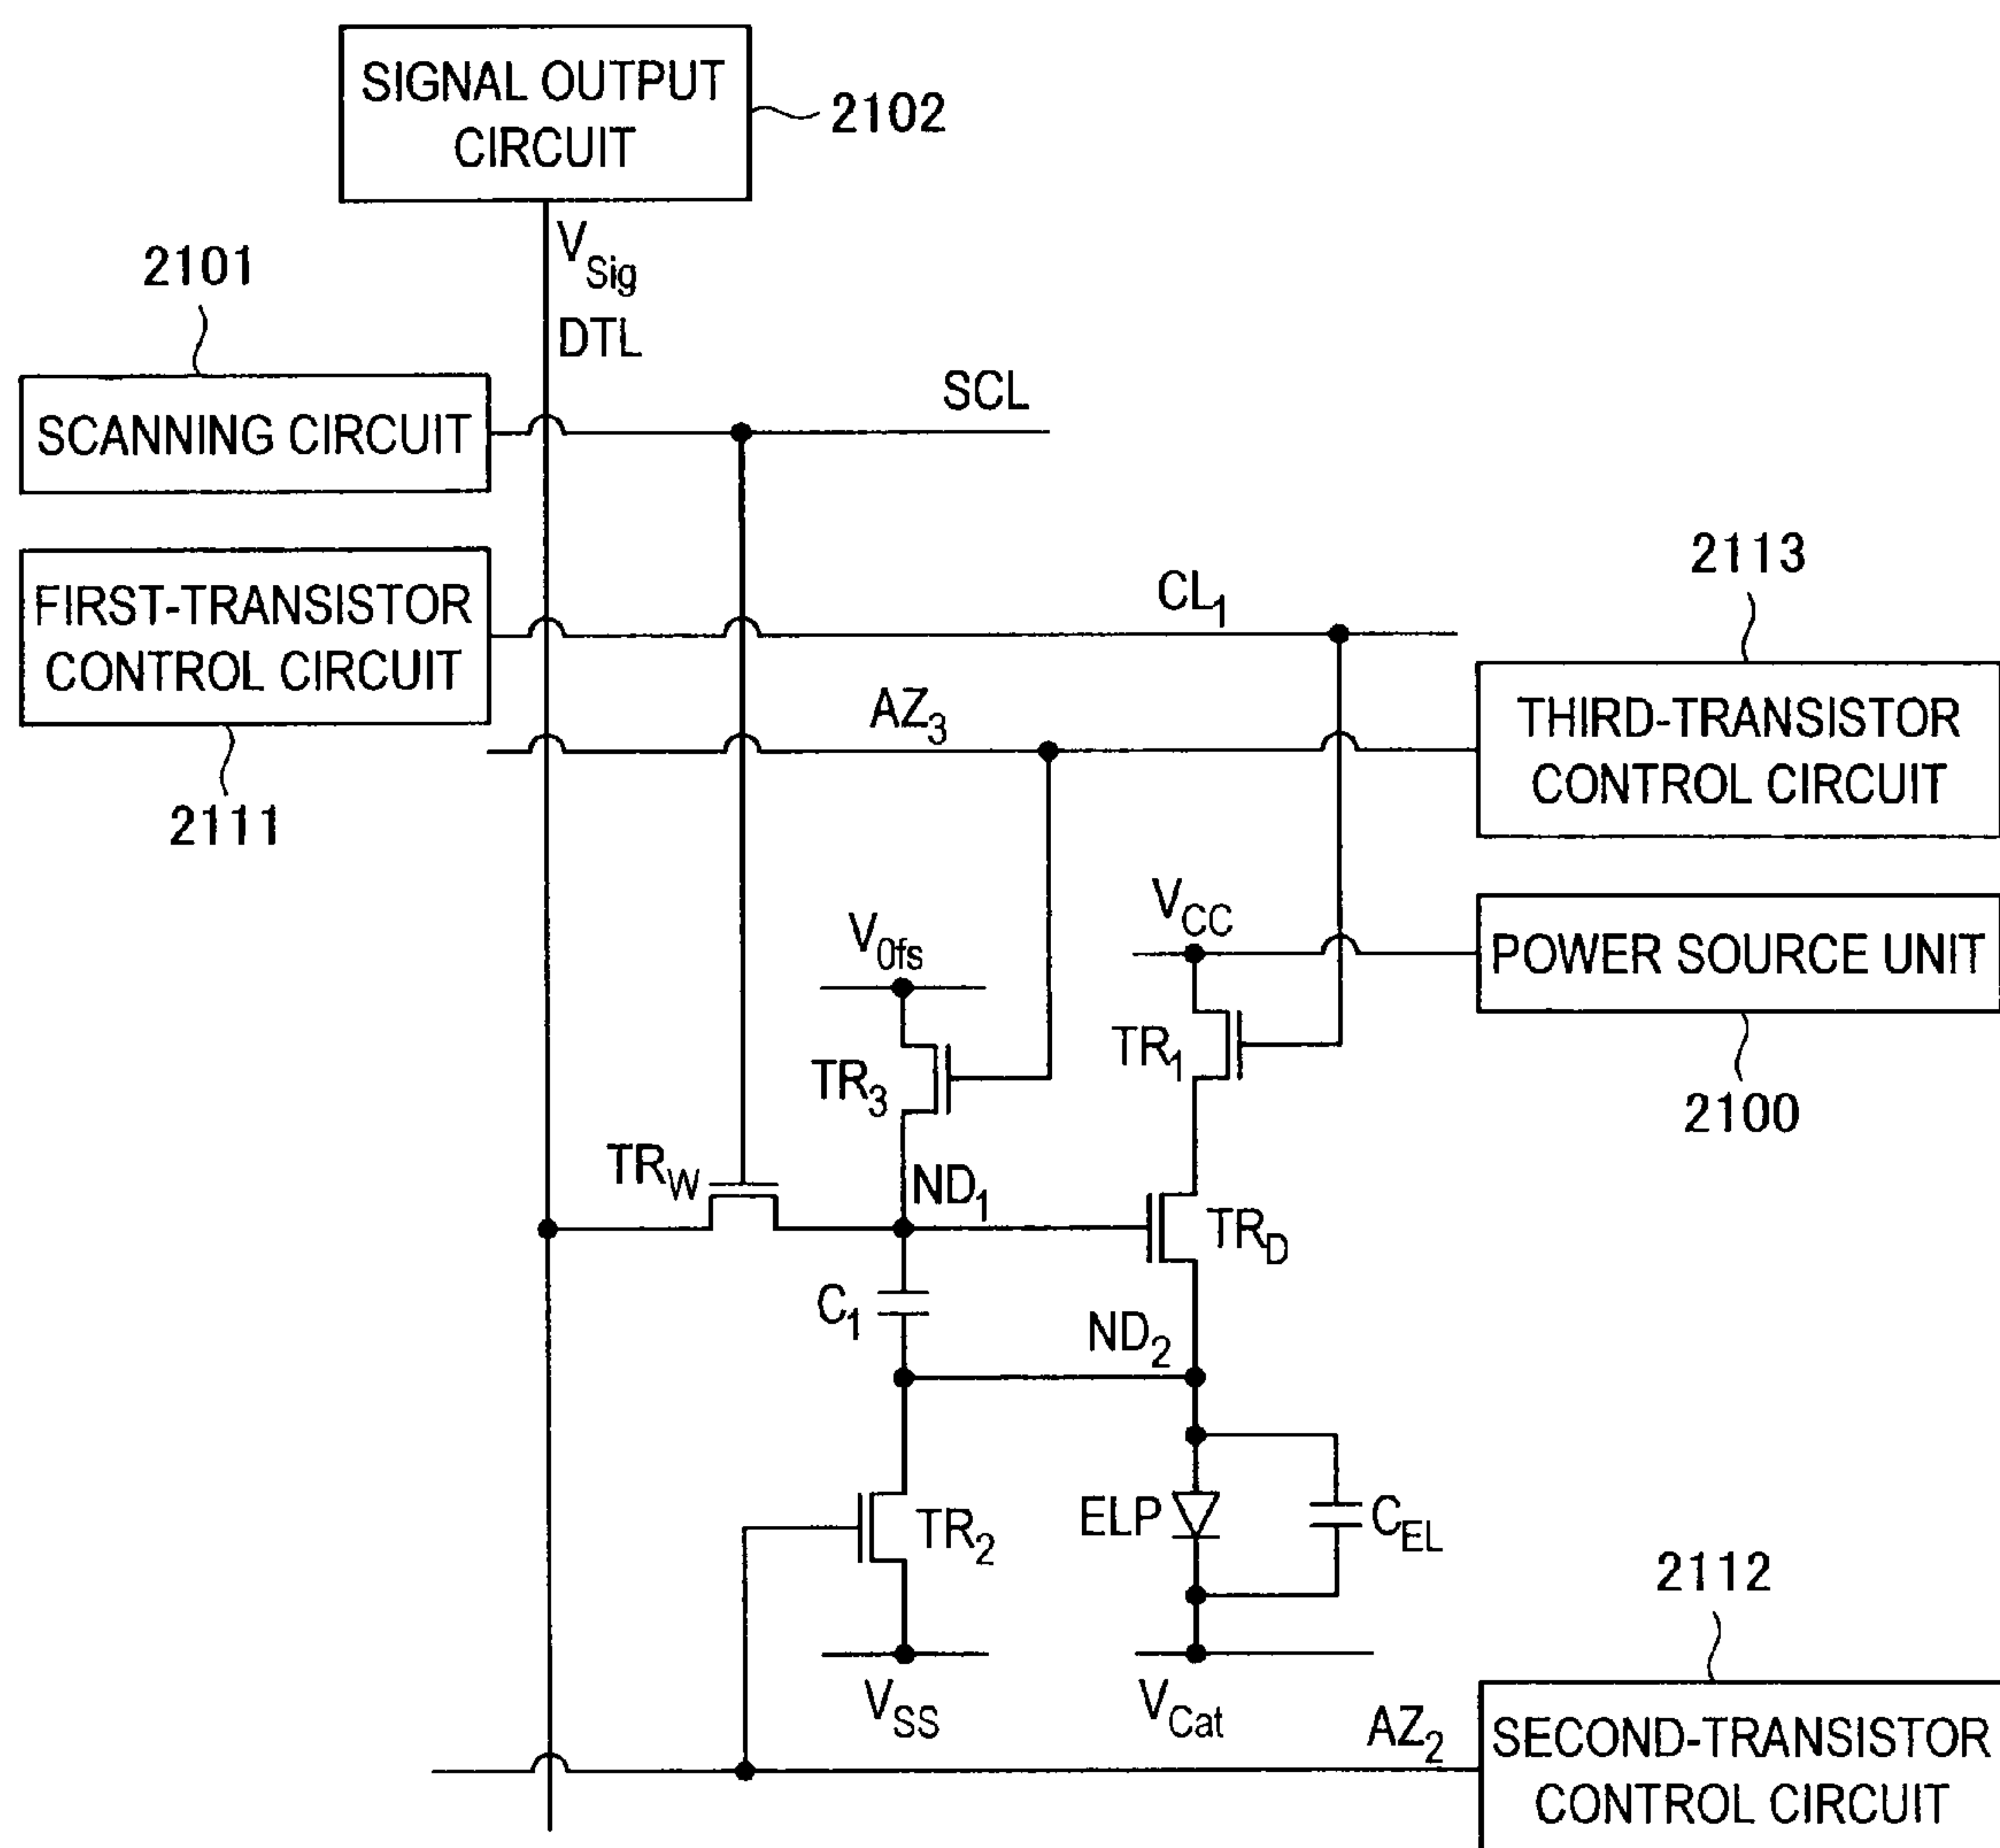 SIGNAL OUTPUT
CIRCUIT
2102
V_Sig
DTL
2101
SCANNING CIRCUIT
SCL
FIRST-TRANSISTOR
CONTROL CIRCUIT
2111
CL_1
2113
THIRD-TRANSISTOR
CONTROL CIRCUIT
AZ_3
V_CC
POWER SOURCE UNIT
2100
V_0fs
TR_1
TR_3
TR_W
ND_1
TR_D
C_1
ND_2
TR_2
ELP
C_EL
V_SS
V_Cat
2112
AZ_2
SECOND-TRANSISTOR
CONTROL CIRCUIT